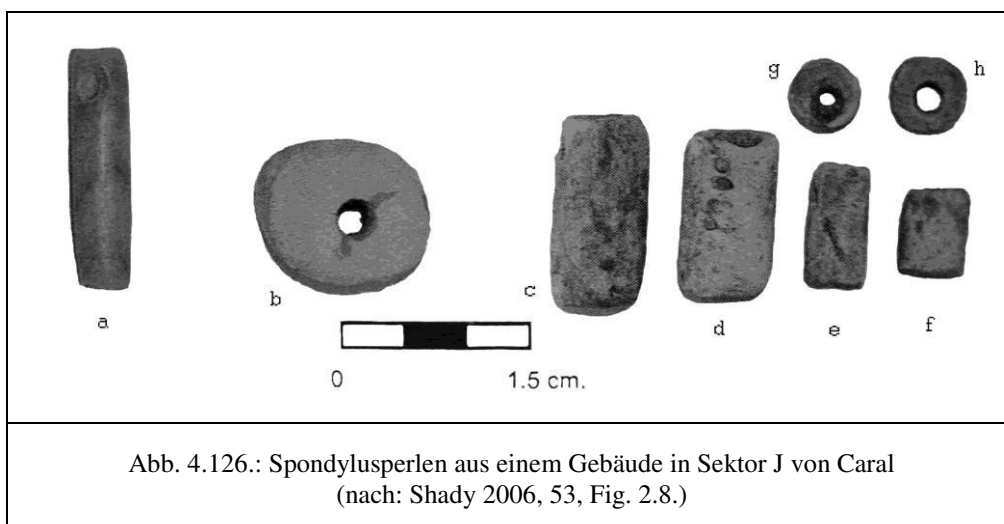 g
h
a
b
c
d
e
f
0
1.5 cm.
Abb. 4.126.: Spondylusperlen aus einem Gebäude in Sektor J von Caral
(nach: Shady 2006, 53, Fig. 2.8.)